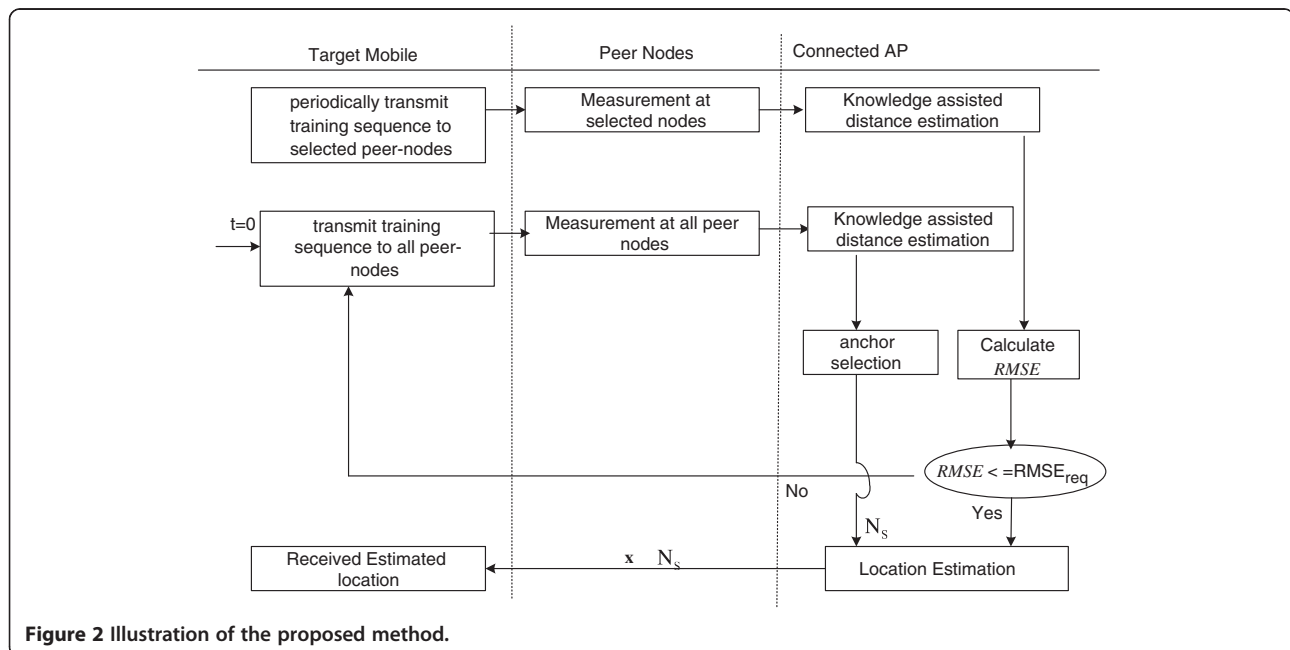 Target Mobile
Peer Nodes
Connected AP
periodically transmit
training sequence to
selected peer-nodes
Measurement at
selected nodes
Knowledge assisted
distance estimation
t=0
transmit training
sequence to all peer-
nodes
Measurement at all peer
nodes
Knowledge assisted
distance estimation
anchor
selection
Calculate
RMSE
RMSE <=RMSEreq
No
Yes
Ns
Received Estimated
location
x Ns
Location Estimation
Figure 2 Illustration of the proposed method.